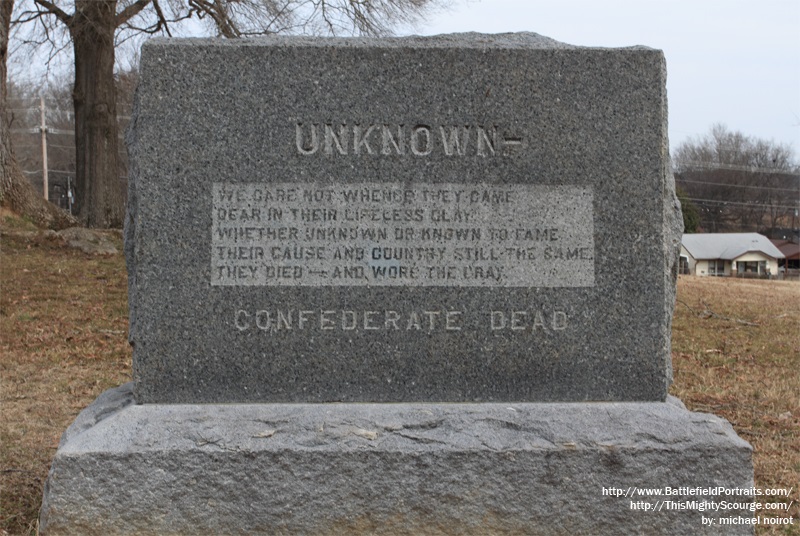 UNKNOWN—
WE CARE NOT WHENCE THEY CAME
DEAR IN THEIR LIFELESS CLAY
WHETHER UNKNOWN OR KNOWN TO FAME
THEIR CAUSE AND COUNTRY STILL THE SAME,
THEY DIED — AND WORE THE GRAY.
CONFEDERATE DEAD
http://www.BattlefieldPortraits.com/
http://ThisMightyScourge.com/
by: michael noirot